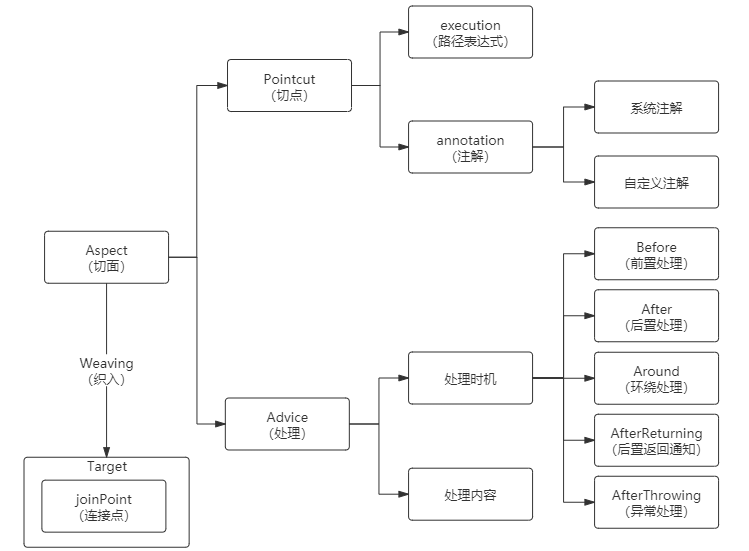 execution
(路径表达式)
Pointcut
(切点)
annotation
(注解)
系统注解
自定义注解
Aspect
(切面)
Before
(前置处理)
After
(后置处理)
Weaving
(织入)
处理时机
Around
(环绕处理)
Advice
(处理)
AfterReturning
(后置返回通知)
Target
joinPoint
(连接点)
处理内容
AfterThrowing
(异常处理)